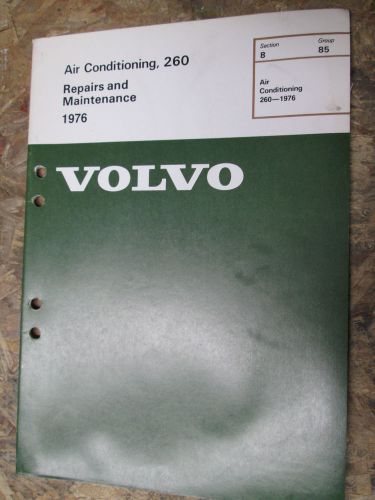 Air Conditioning, 260
Repairs and
Maintenance
1976
Section
8
Group
85
Air
Conditioning
260—1976
VOLVO